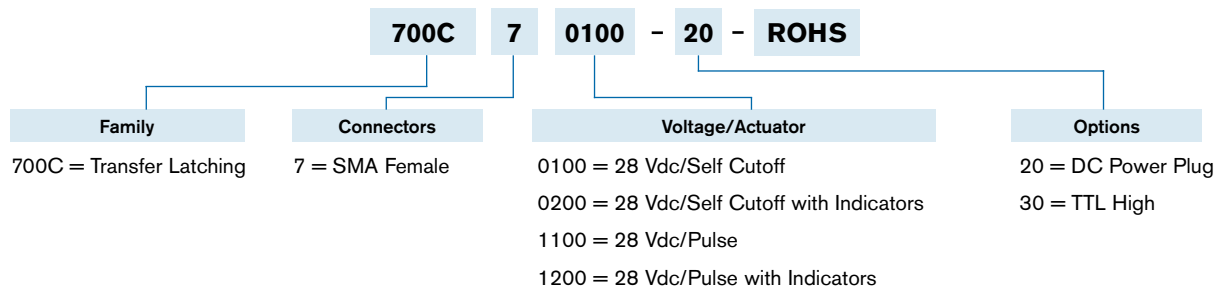 700C 7 0100 - 20 - ROHS
Family
700C = Transfer Latching
Connectors
7 = SMA Female
Voltage/Actuator
0100 = 28 Vdc/Self Cutoff
0200 = 28 Vdc/Self Cutoff with Indicators
1100 = 28 Vdc/Pulse
1200 = 28 Vdc/Pulse with Indicators
Options
20 = DC Power Plug
30 = TTL High